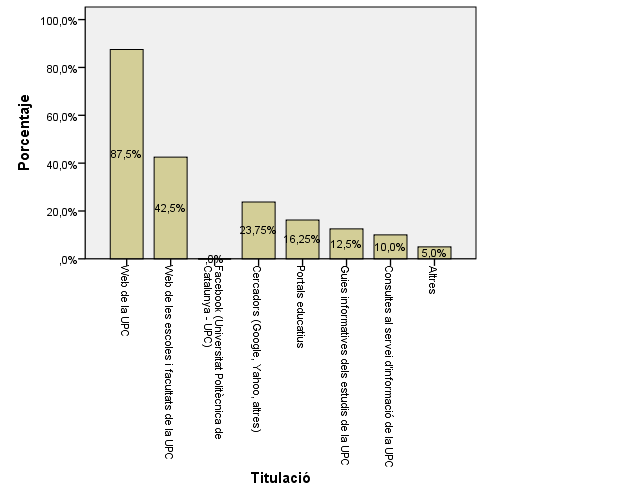 100,0%
80,0%
60,0%
40,0%
20,0%
,0%
Porcentaje
87,5%
42,5%
,0%
23,75%
16,25%
12,5%
10,0%
5,0%
Web de la UPC
Web de les escoles i facultats de la UPC
Facebook (Universitat Politècnica de
Catalunya - UPC)
Cercadors (Google, Yahoo, altres)
Portals educatius
Guies informatives dels estudis de la UPC
Consultes al servei d'informació de la UPC
Altres
Titulació